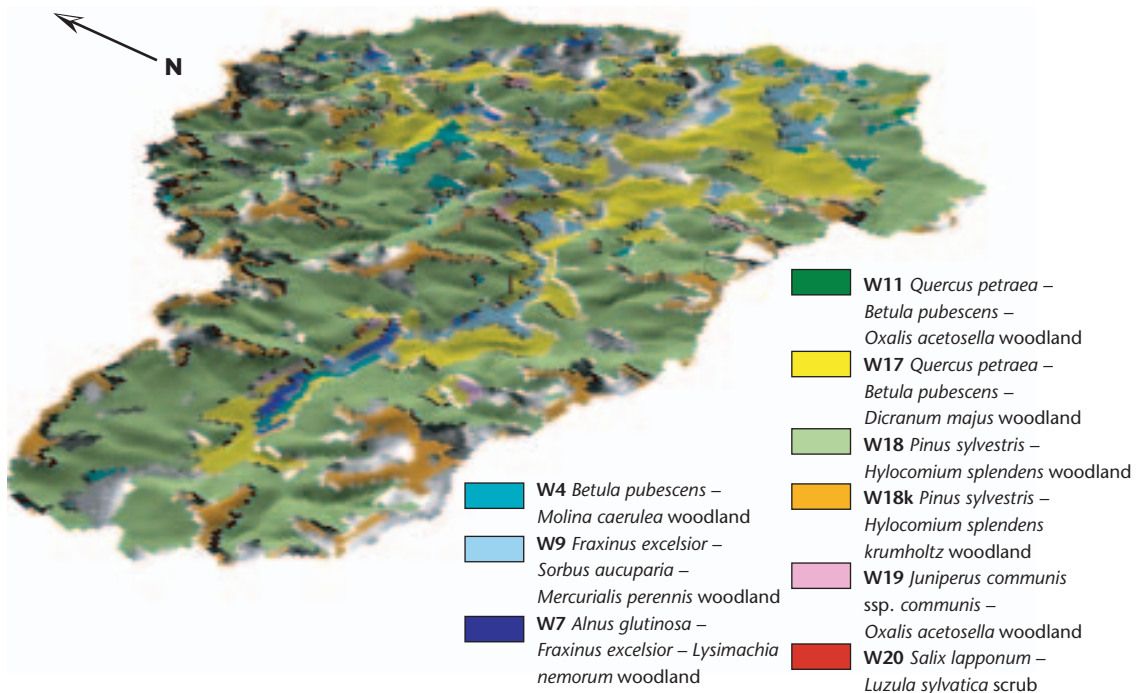 N
W4 Betula pubescens –
Molina caerulea woodland
W9 Fraxinus excelsior –
Sorbus aucuparia –
Mercurialis perennis woodland
W7 Alnus glutinosa –
Fraxinus excelsior – Lysimachia
nemorum woodland
W11 Quercus petraea –
Betula pubescens –
Oxalis acetosella woodland
W17 Quercus petraea –
Betula pubescens –
Dicranum majus woodland
W18 Pinus sylvestris –
Hylocomium splendens woodland
W18k Pinus sylvestris –
Hylocomium splendens
krumholtz woodland
W19 Juniperus communis
ssp. communis –
Oxalis acetosella woodland
W20 Salix lapponum –
Luzula sylvatica scrub